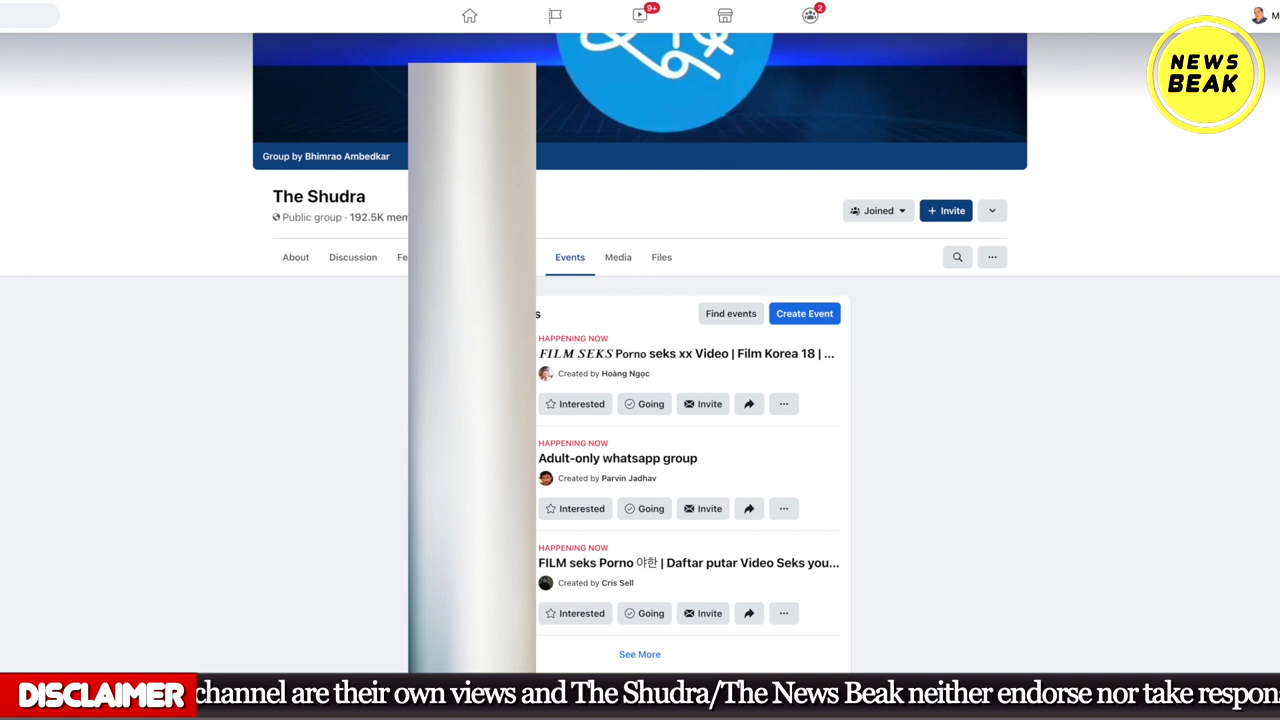 9+
2
M
NEWS
BEAK
Group by Bhimrao Ambedkar
The Shudra
Public group · 192.5K mem
Joined
+ Invite
About
Discussion
Fe
Events
Media
Files
s
Find events
Create Event
HAPPENING NOW
FILM SEKS Porno seks xx Video | Film Korea 18 | ...
Created by Hoàng Ngọc
Interested
Going
Invite
HAPPENING NOW
Adult-only whatsapp group
Created by Parvin Jadhav
Interested
Going
Invite
HAPPENING NOW
FILM seks Porno 야한 | Daftar putar Video Seks you...
Created by Cris Sell
Interested
Going
Invite
See More
DISCLAIMER
channel are their own views and The Shudra/The News Beak neither endorse nor take respon